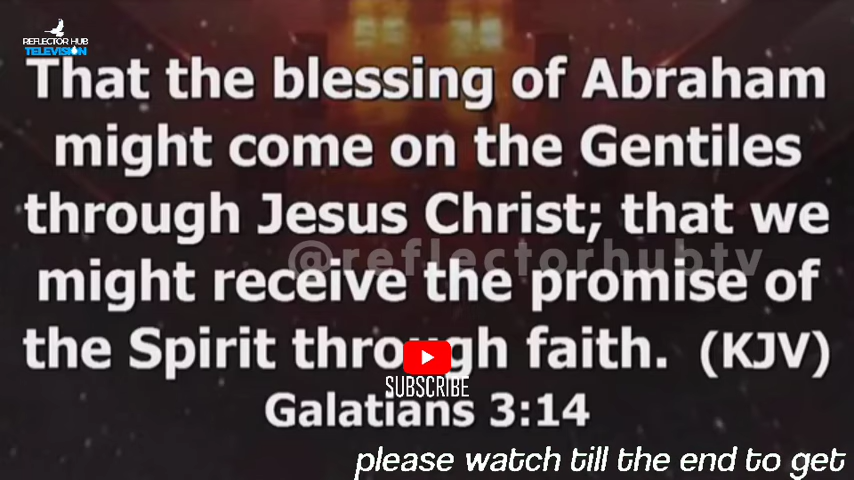 REFLECTOR HUB
TELEVISION
That the blessing of Abraham
might come on the Gentiles
through Jesus Christ; that we
@reflectorhubtv
might receive the promise of
the Spirit through faith. (KJV)
SUBSCRIBE
Galatians 3:14
please watch till the end to get